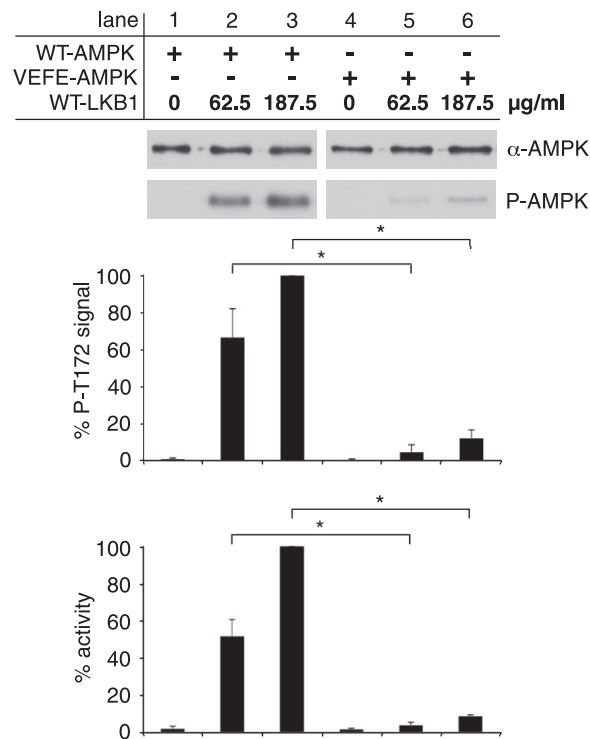 lane 1 2 3 4 5 6
WT-AMPK + + + - - -
VEFE-AMPK - - - + + +
WT-LKB1 0 62.5 187.5 0 62.5 187.5 µg/ml
α-AMPK
P-AMPK
*
*
% P-T172 signal
100
80
60
40
20
0
*
*
% activity
100
80
60
40
20
0